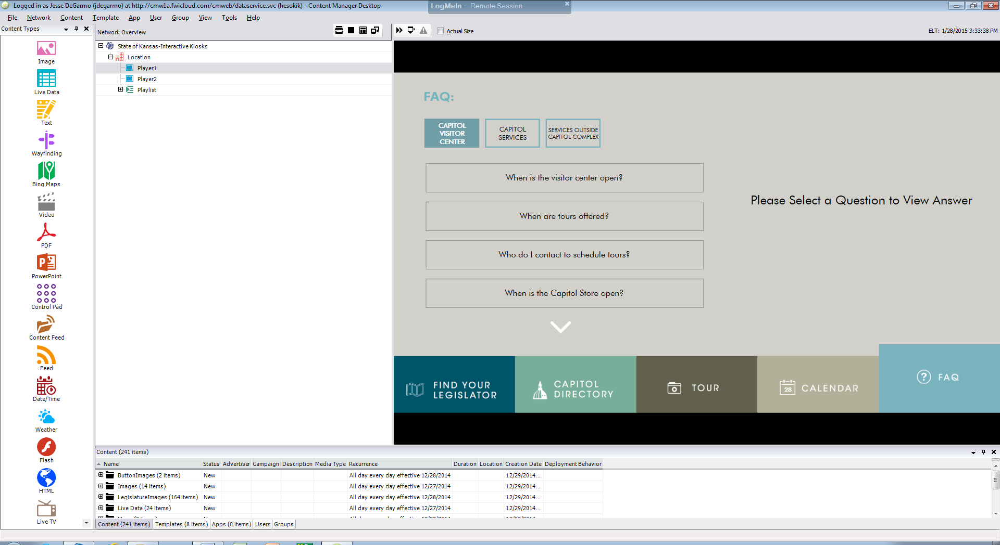 Logged in as Jesse DeGarmo (jdegarmo) at http://cmw1a.fwicloud.com/cmweb/dataservice.svc (hesokik) - Content Manager Desktop
LogMeIn - Remote Session
File Network Content Template App User Group View Tools Help
Content Types
Network Overview
Actual Size
ELT: 1/28/2015 3:33:38 PM
Image
Live Data
Text
Wayfinding
Bing Maps
Video
PDF
PowerPoint
Control Pad
Content Feed
Feed
Date/Time
Weather
Flash
HTML
Live TV
State of Kansas-Interactive Kiosks
Location
Player1
Player2
Playlist
FAQ:
CAPITOL
VISITOR
CENTER
CAPITOL
SERVICES
SERVICES OUTSIDE
CAPITOL COMPLEX
When is the visitor center open?
When are tours offered?
Who do I contact to schedule tours?
When is the Capitol Store open?
Please Select a Question to View Answer
FIND YOUR
LEGISLATOR
CAPITOL
DIRECTORY
TOUR
28
CALENDAR
? FAQ
Content (241 items)
Name Status Advertiser Campaign Description Media Type Recurrence Duration Location Creation Date Deployment Behavior
ButtonImages (2 items) New All day every day effective 12/28/2014 12/29/2014...
Images (14 items) New All day every day effective 12/27/2014 12/29/2014...
LegislatureImages (164 items) New All day every day effective 12/28/2014 12/29/2014...
Live Data (24 items) New All day every day effective 12/27/2014 12/29/2014...
Content (241 items) Templates (8 items) Apps (0 items) Users Groups